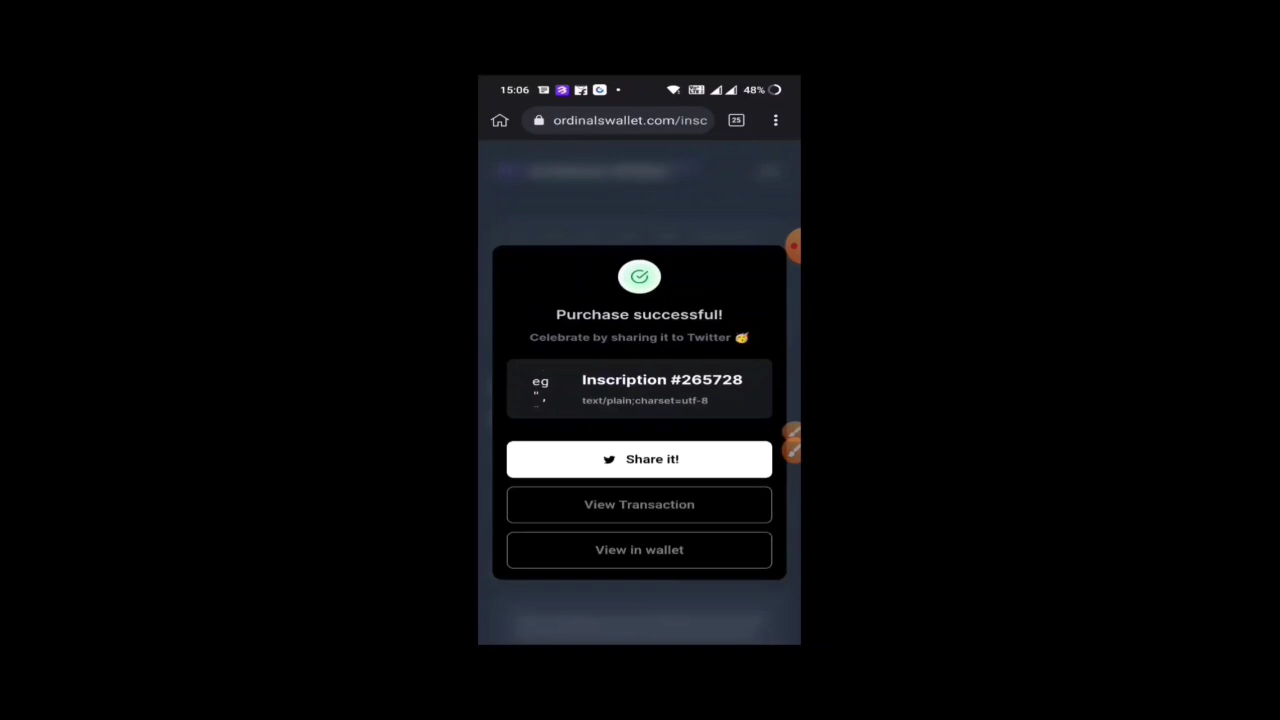 15:06 48%
ordinalswallet.com/insc 25
Purchase successful!
Celebrate by sharing it to Twitter 🥳
eg
",
Inscription #265728
text/plain;charset=utf-8
Share it!
View Transaction
View in wallet